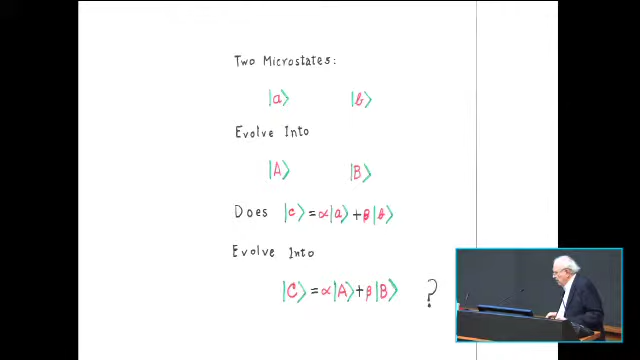 Two Microstates:
|a⟩ |b⟩
Evolve Into
|A⟩ |B⟩
Does |c⟩ = α|a⟩ + β|b⟩
Evolve Into
|C⟩ = α|A⟩ + β|B⟩ ?